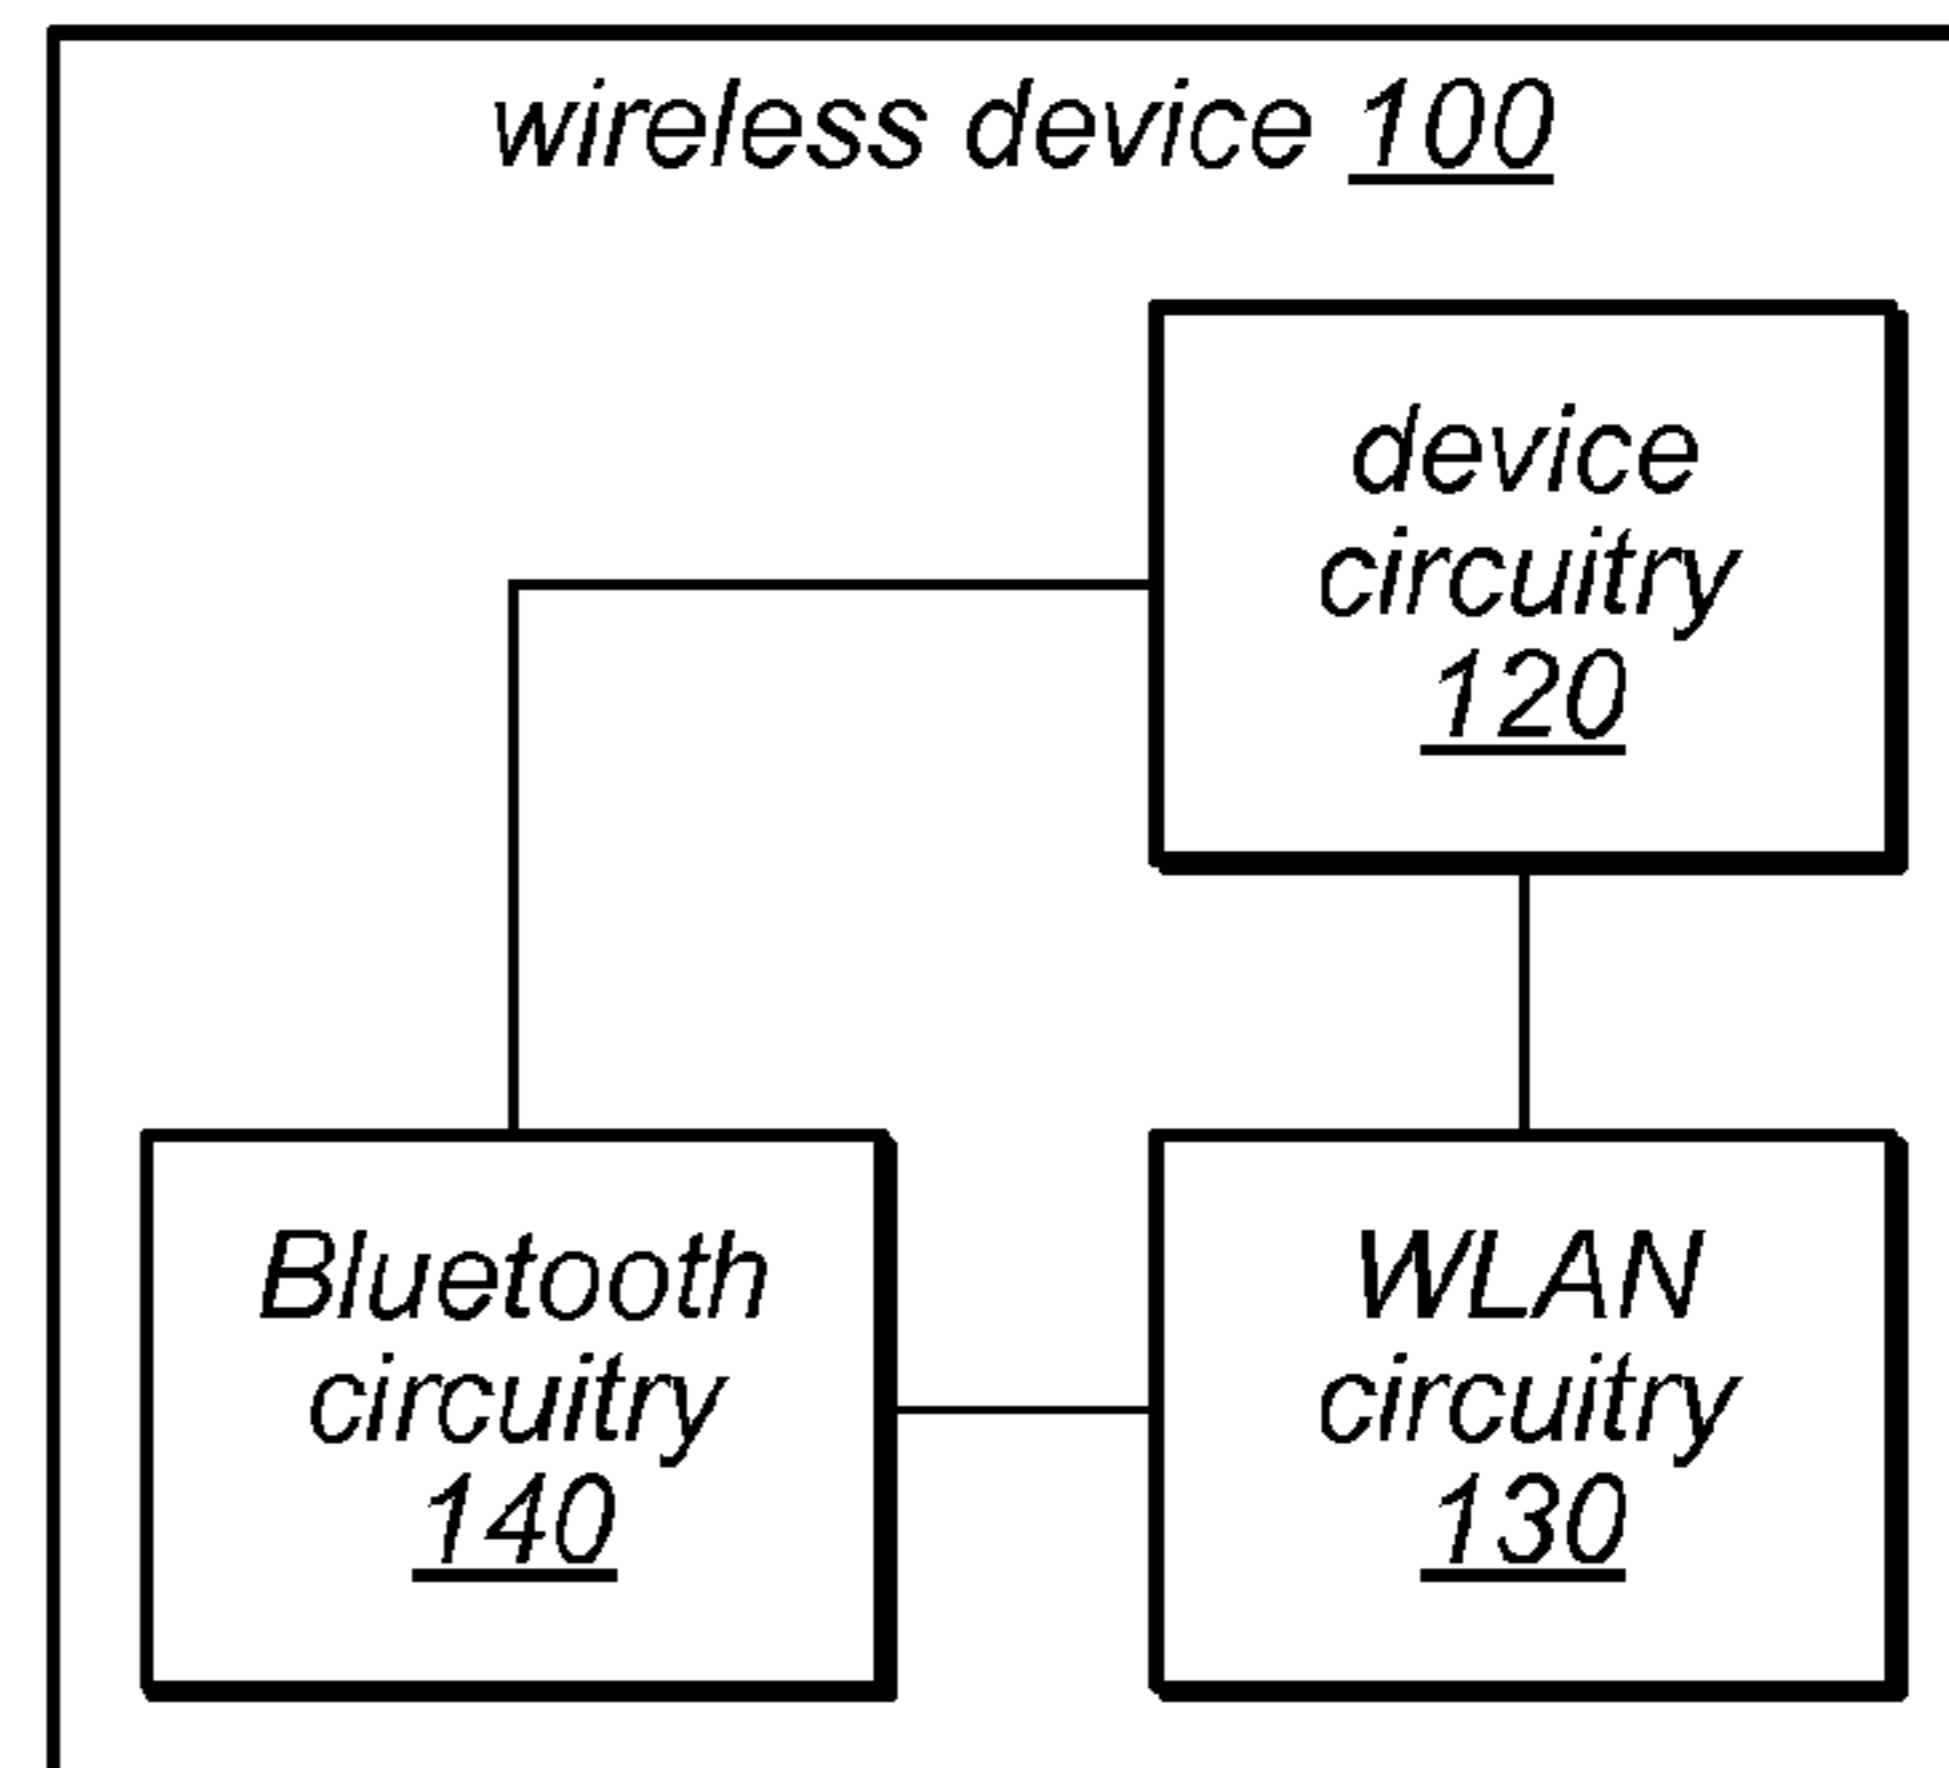 wireless device 100
device
circuitry
120
Bluetooth
circuitry
140
WLAN
circuitry
130